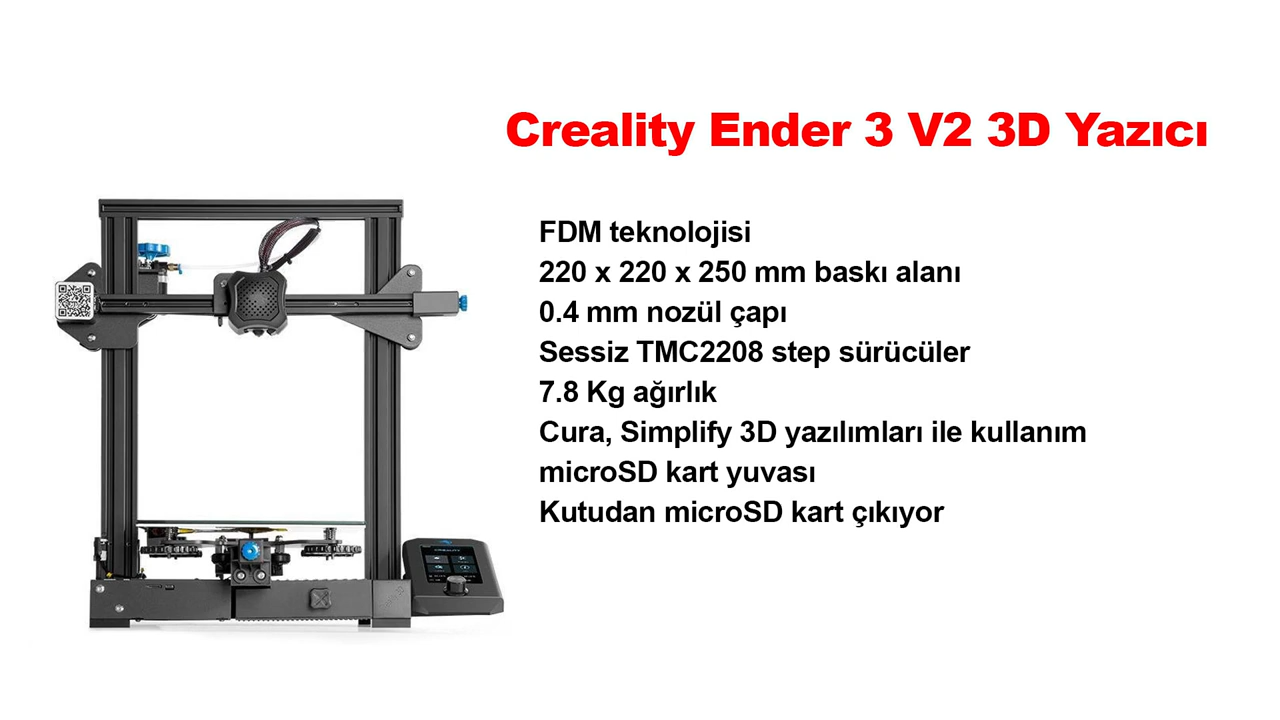 Creality Ender 3 V2 3D Yazıcı
FDM teknolojisi
220 x 220 x 250 mm baskı alanı
0.4 mm nozül çapı
Sessiz TMC2208 step sürücüler
7.8 Kg ağırlık
Cura, Simplify 3D yazılımları ile kullanım
microSD kart yuvası
Kutudan microSD kart çıkıyor
CREALITY